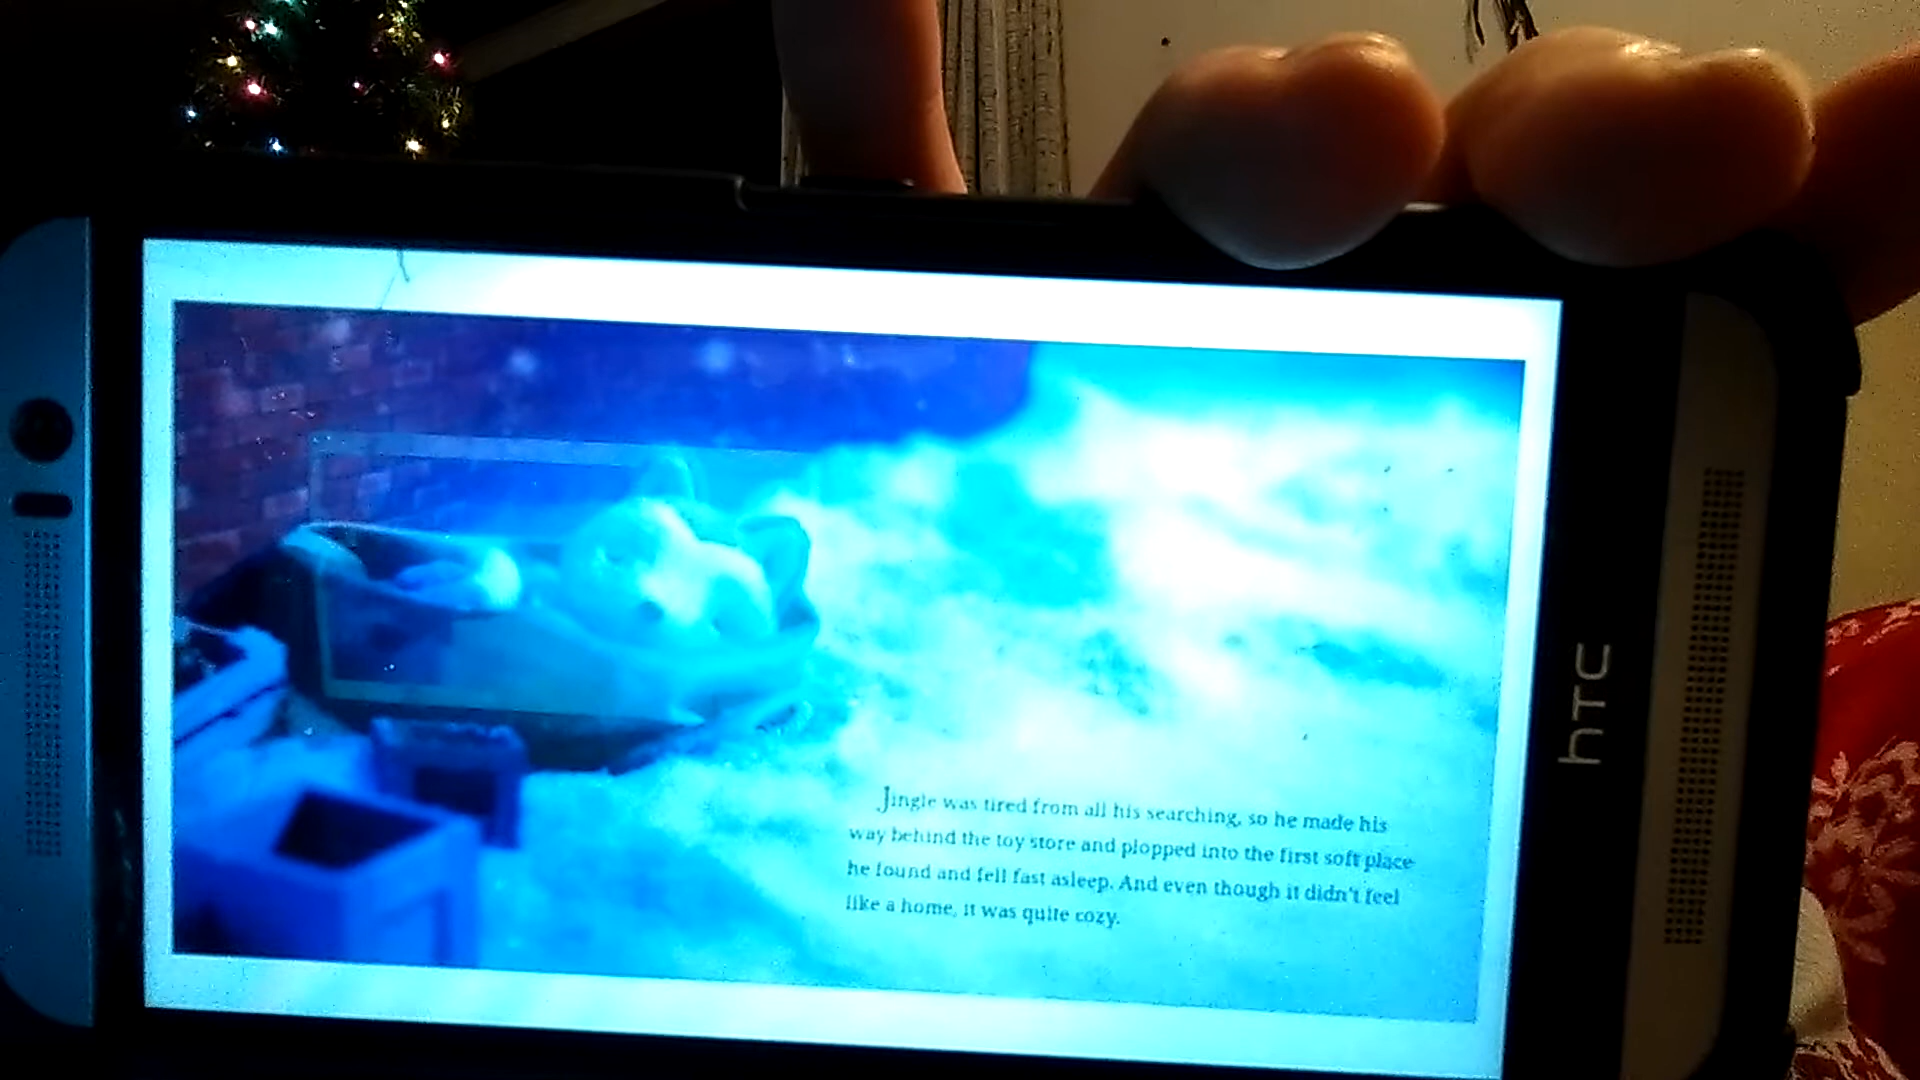 Jingle was tired from all his searching, so he made his
way behind the toy store and plopped into the first soft place
he found and fell fast asleep. And even though it didn't feel
like a home, it was quite cozy.
hTC